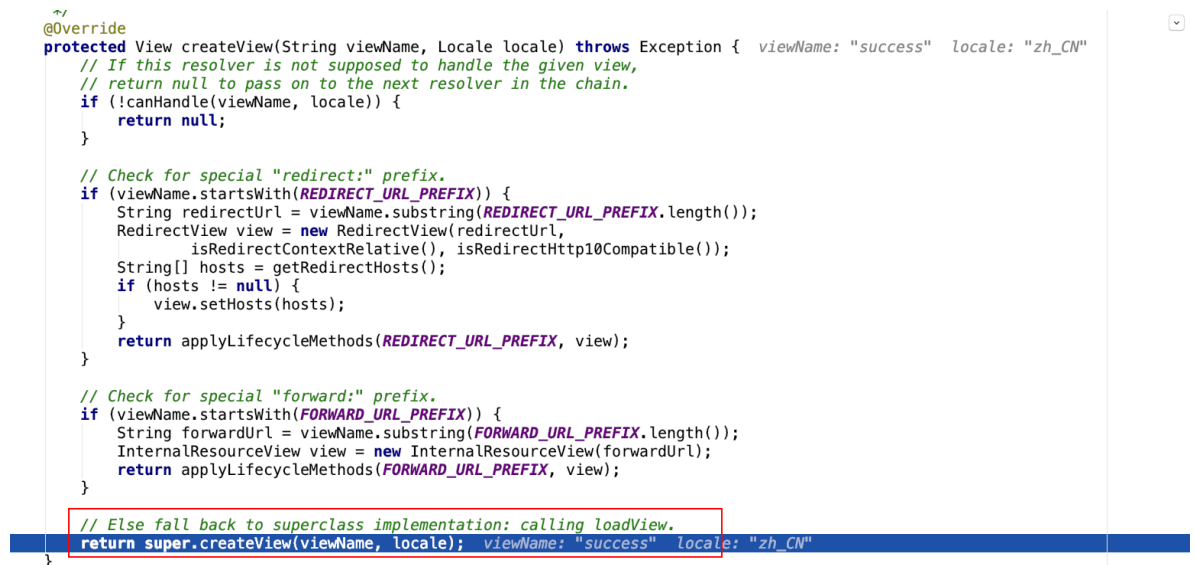 */
@Override
protected View createView(String viewName, Locale locale) throws Exception {  viewName: "success"  locale: "zh_CN"
    // If this resolver is not supposed to handle the given view,
    // return null to pass on to the next resolver in the chain.
    if (!canHandle(viewName, locale)) {
        return null;
    }
    // Check for special "redirect:" prefix.
    if (viewName.startsWith(REDIRECT_URL_PREFIX)) {
        String redirectUrl = viewName.substring(REDIRECT_URL_PREFIX.length());
        RedirectView view = new RedirectView(redirectUrl,
                isRedirectContextRelative(), isRedirectHttp10Compatible());
        String[] hosts = getRedirectHosts();
        if (hosts != null) {
            view.setHosts(hosts);
        }
        return applyLifecycleMethods(REDIRECT_URL_PREFIX, view);
    }
    // Check for special "forward:" prefix.
    if (viewName.startsWith(FORWARD_URL_PREFIX)) {
        String forwardUrl = viewName.substring(FORWARD_URL_PREFIX.length());
        InternalResourceView view = new InternalResourceView(forwardUrl);
        return applyLifecycleMethods(FORWARD_URL_PREFIX, view);
    }
    // Else fall back to superclass implementation: calling loadView.
    return super.createView(viewName, locale);  viewName: "success"  locale: "zh_CN"
}